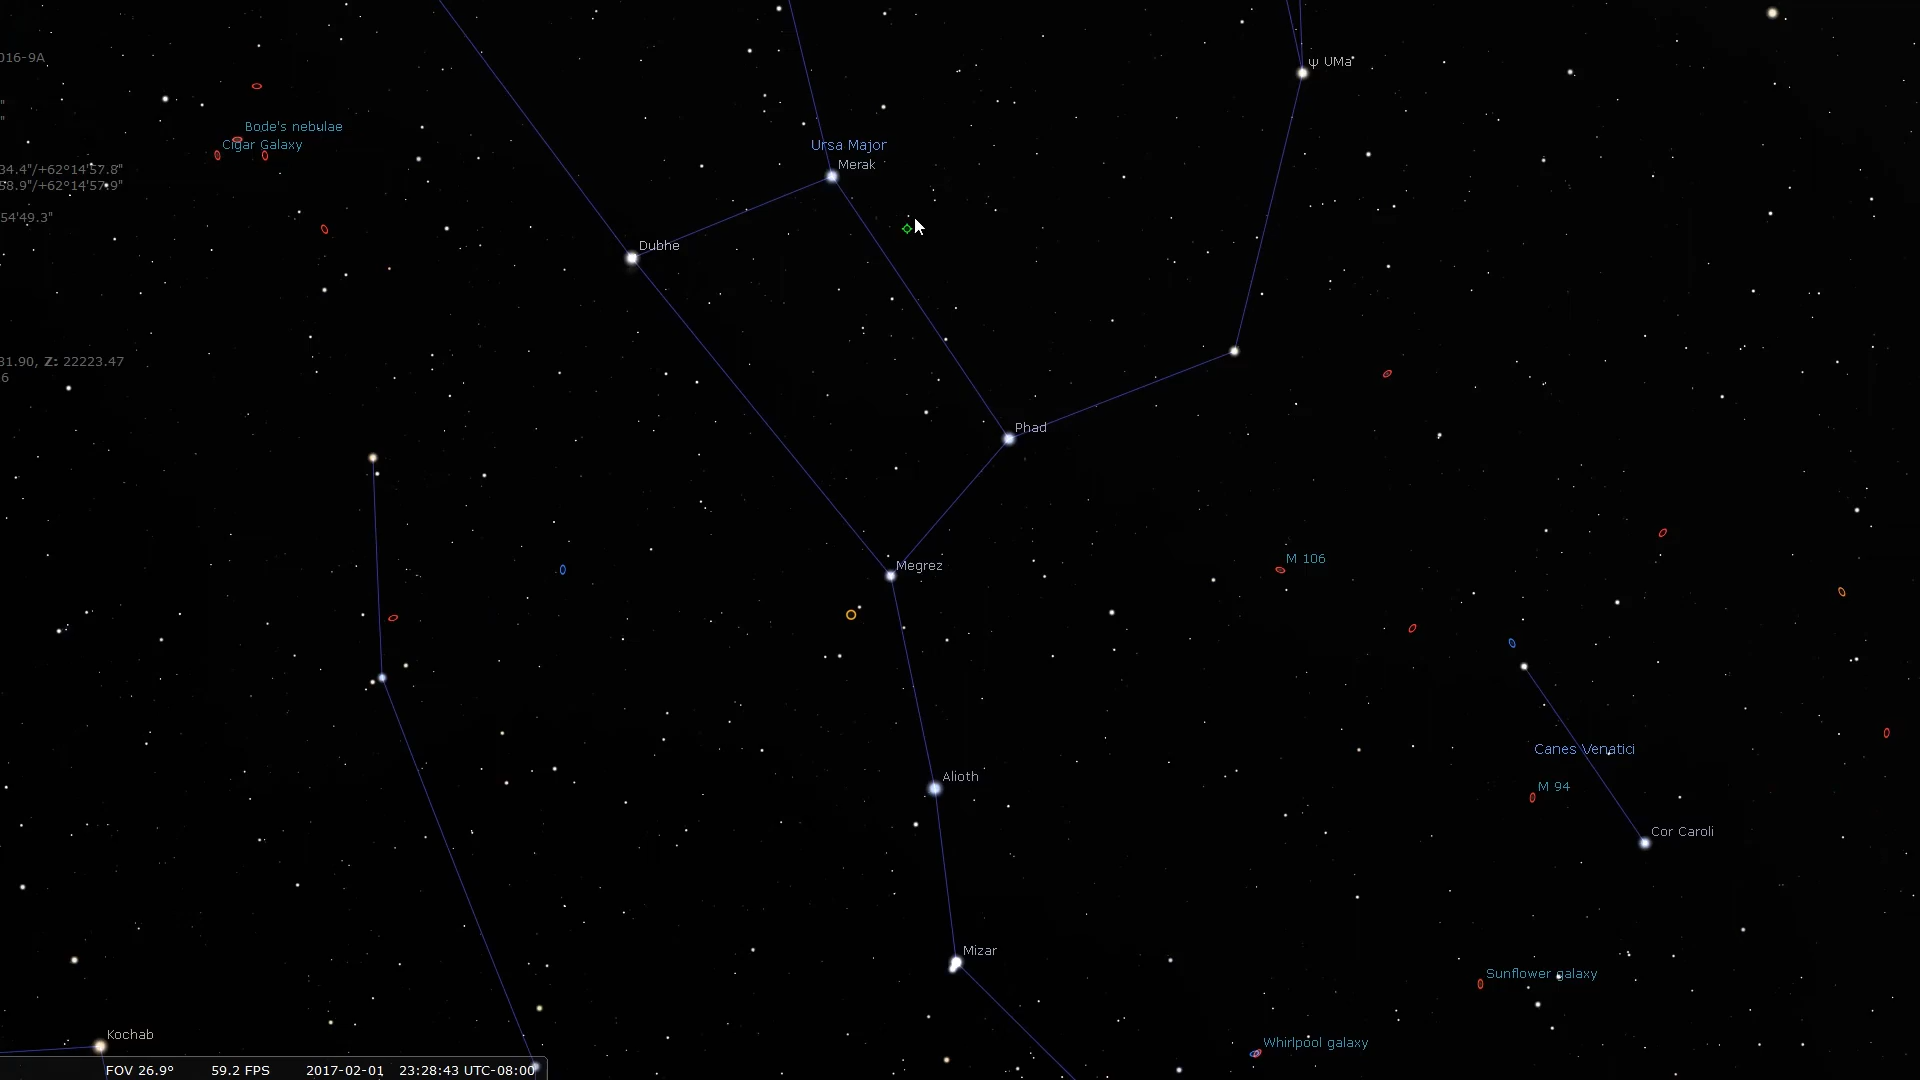 016-9A
ψ UMa
"
"
Bode's nebulae
Cigar Galaxy
Ursa Major
Merak
34.4"/+62°14'57.8"
58.9"/+62°14'57.9"
54'49.3"
Dubhe
31.90, Z: 22223.47
6
Phad
M 106
Megrez
Canes Venatici
Alioth
M 94
Cor Caroli
Mizar
Sunflower galaxy
Kochab
Whirlpool galaxy
FOV 26.9° 59.2 FPS 2017-02-01 23:28:43 UTC-08:00